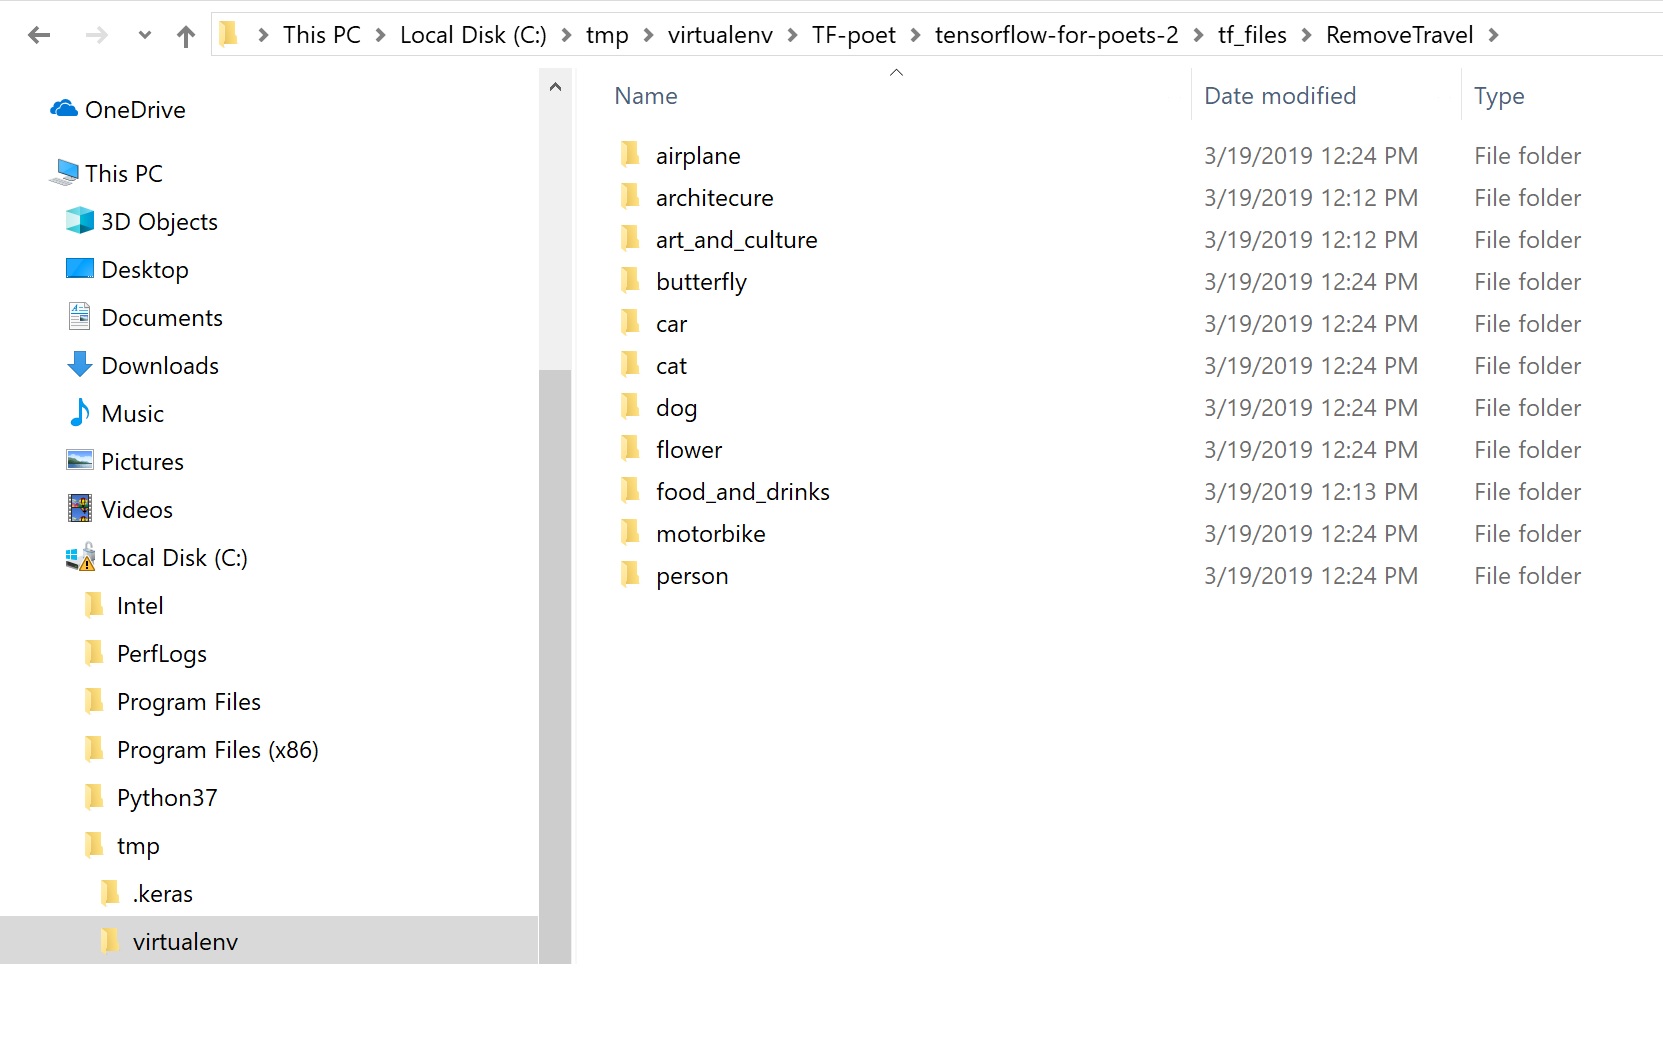 This PC > Local Disk (C:) > tmp > virtualenv > TF-poet > tensorflow-for-poets-2 > tf_files > RemoveTravel >
OneDrive
This PC
3D Objects
Desktop
Documents
Downloads
Music
Pictures
Videos
Local Disk (C:)
Intel
PerfLogs
Program Files
Program Files (x86)
Python37
tmp
.keras
virtualenv
Name Date modified Type
airplane 3/19/2019 12:24 PM File folder
architecure 3/19/2019 12:12 PM File folder
art_and_culture 3/19/2019 12:12 PM File folder
butterfly 3/19/2019 12:24 PM File folder
car 3/19/2019 12:24 PM File folder
cat 3/19/2019 12:24 PM File folder
dog 3/19/2019 12:24 PM File folder
flower 3/19/2019 12:24 PM File folder
food_and_drinks 3/19/2019 12:13 PM File folder
motorbike 3/19/2019 12:24 PM File folder
person 3/19/2019 12:24 PM File folder